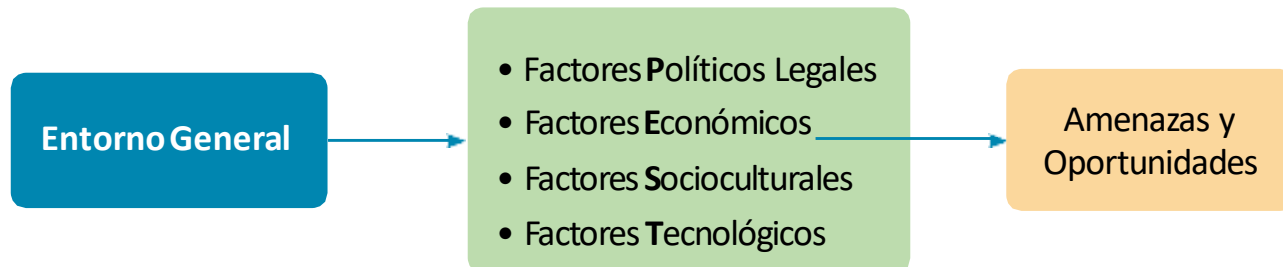 Entorno General
• Factores Políticos Legales
• Factores Económicos
• Factores Socioculturales
• Factores Tecnológicos
Amenazas y
Oportunidades